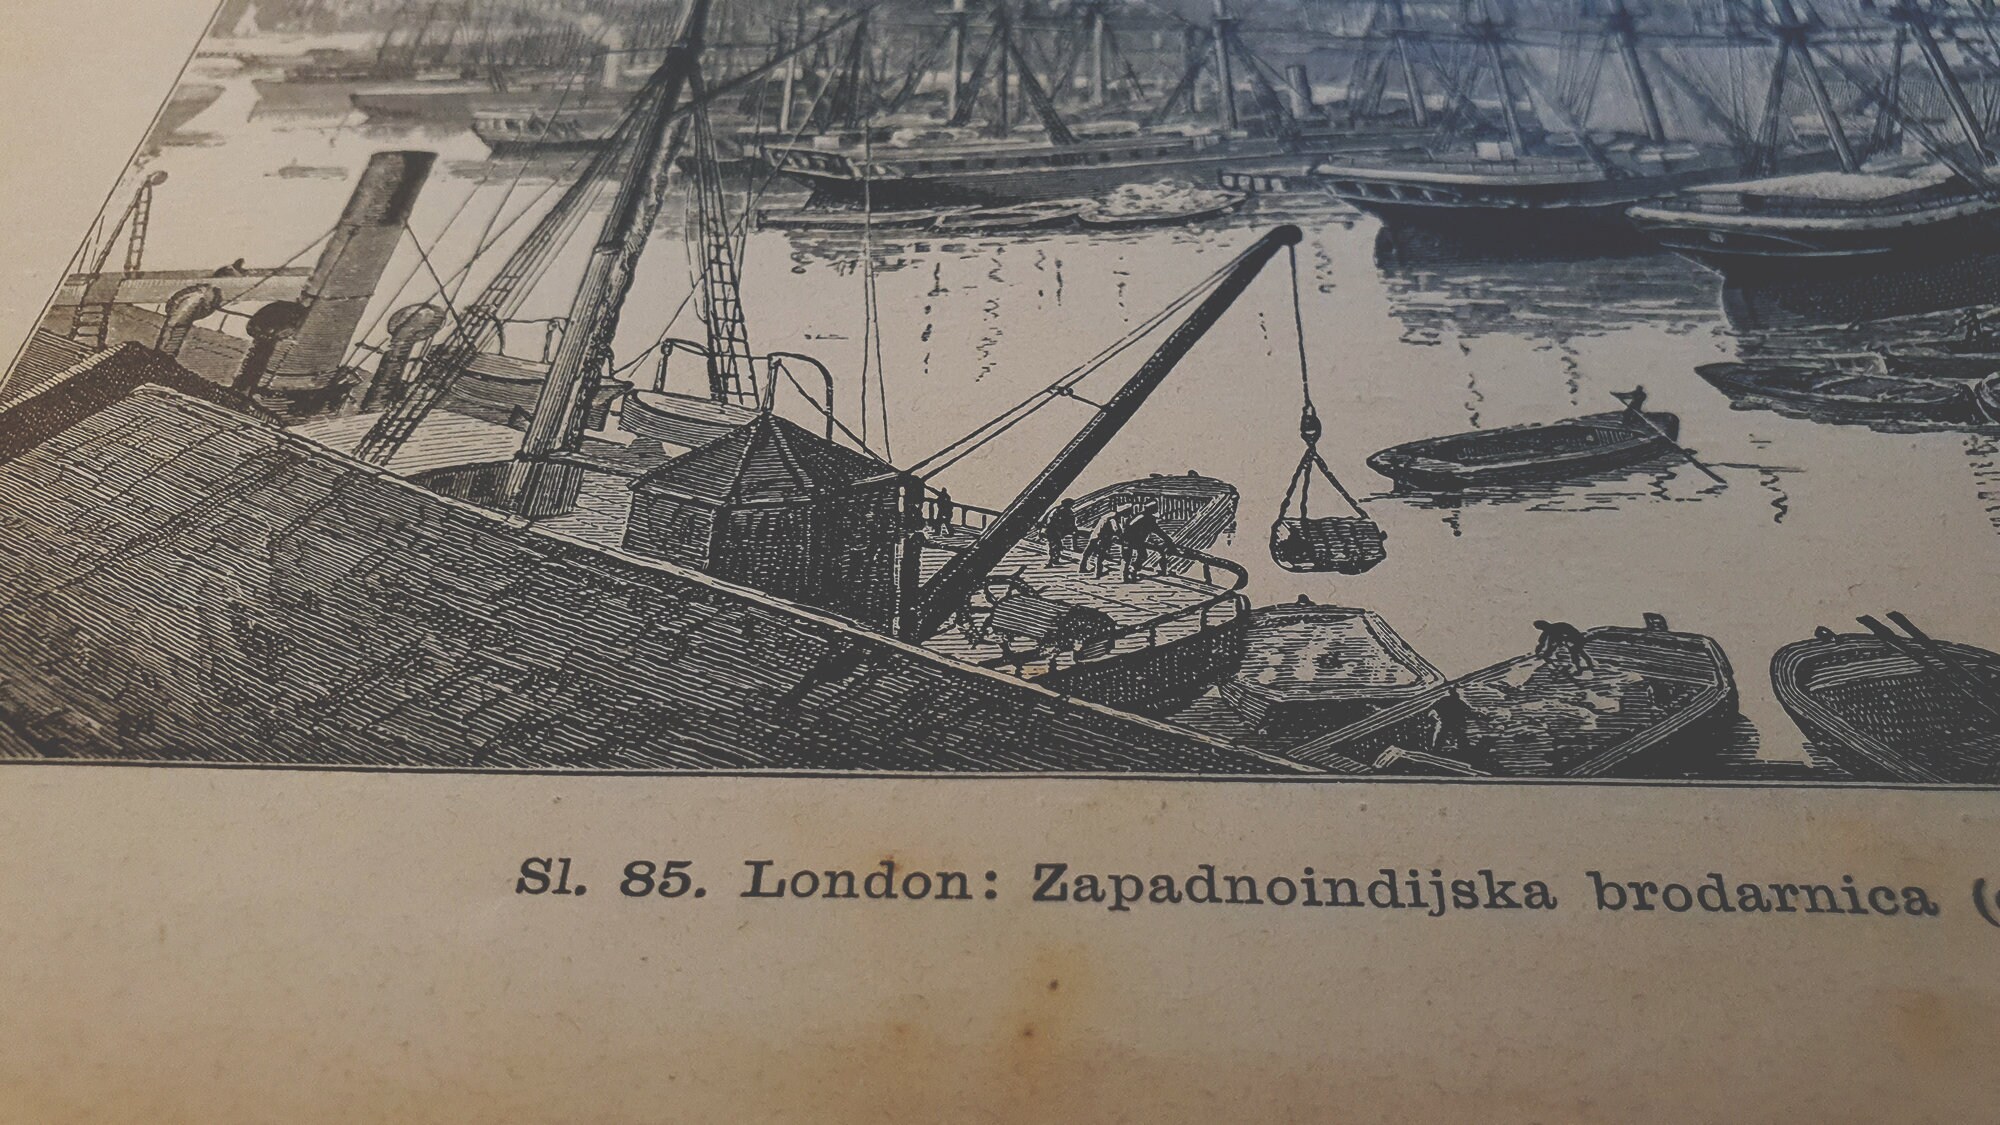 Sl. 85. London: Zapadnoindijska brodarnica (